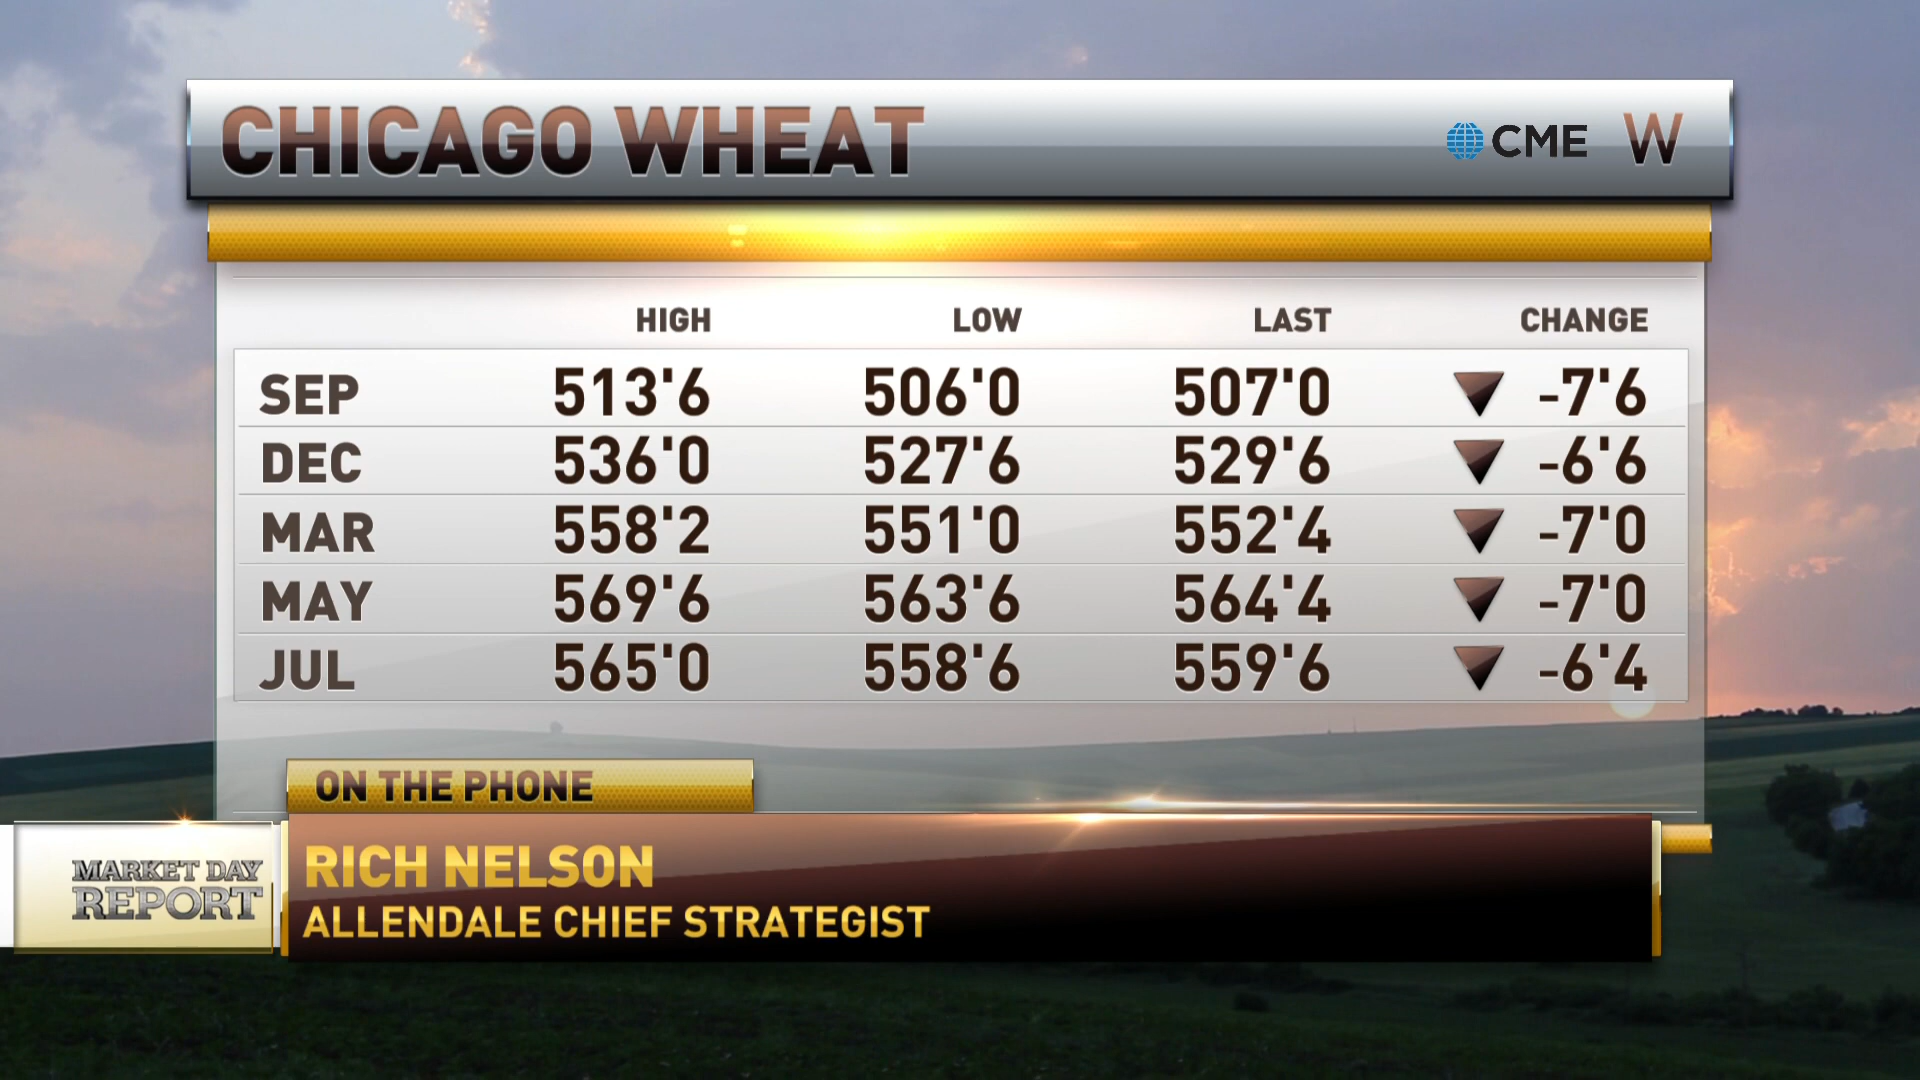 CHICAGO WHEAT CME W
HIGH LOW LAST CHANGE
SEP 513'6 506'0 507'0 -7'6
DEC 536'0 527'6 529'6 -6'6
MAR 558'2 551'0 552'4 -7'0
MAY 569'6 563'6 564'4 -7'0
JUL 565'0 558'6 559'6 -6'4
ON THE PHONE
MARKET DAY
REPORT
RICH NELSON
ALLENDALE CHIEF STRATEGIST